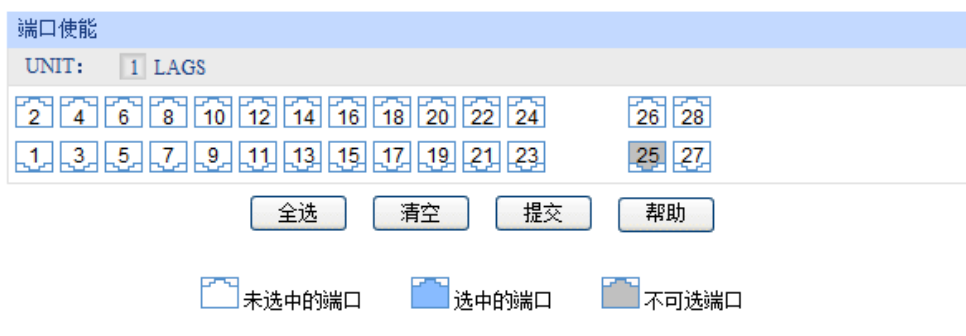 端口使能
UNIT: 1 LAGS
2 4 6 8 10 12 14 16 18 20 22 24 26 28
1 3 5 7 9 11 13 15 17 19 21 23 25 27
全选 清空 提交 帮助
未选中的端口 选中的端口 不可选端口